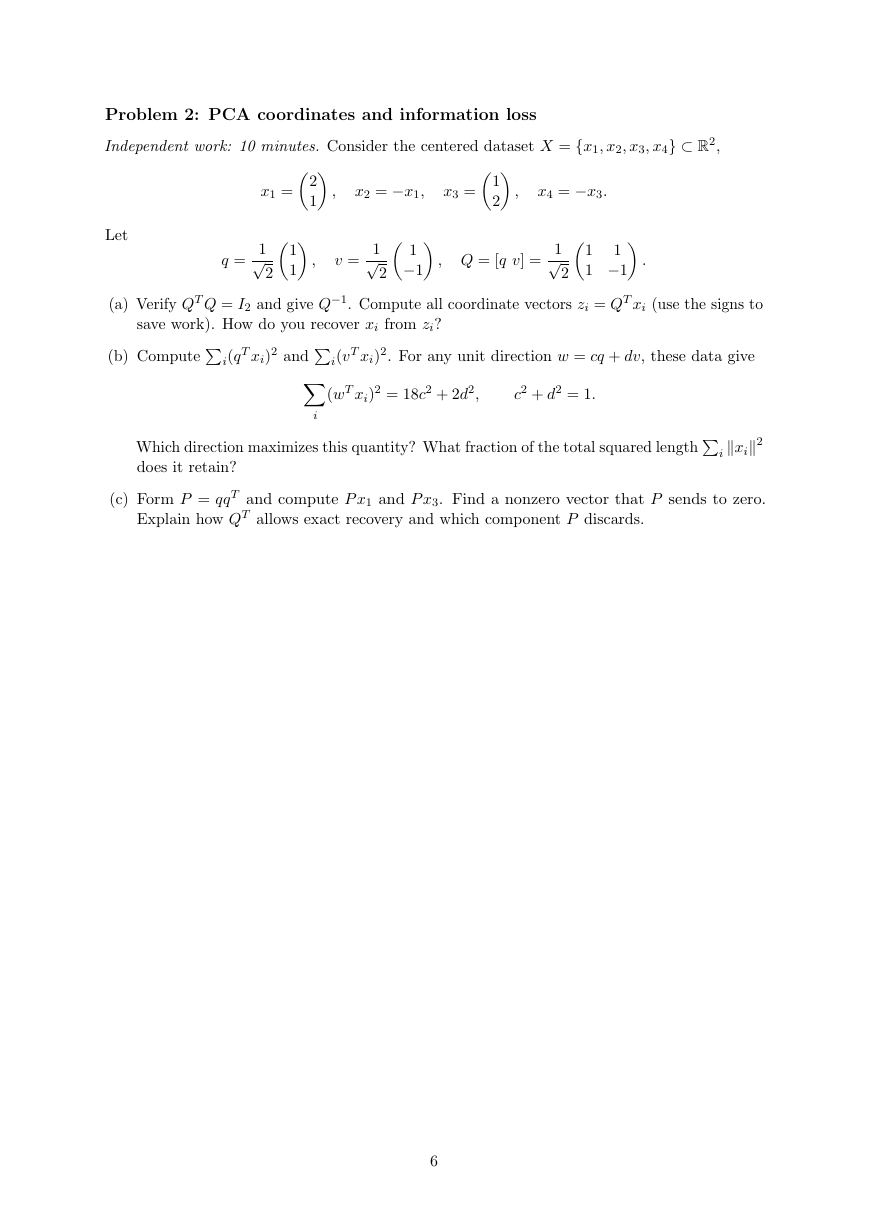 Problem 2: PCA coordinates and information loss
Independent work: 10 minutes. Consider the centered dataset X = {x₁, x₂, x₃, x₄} ⊂ ℝ²,
x₁ = (2 1), x₂ = −x₁, x₃ = (1 2), x₄ = −x₃.
Let
q = 1/√2 (1 1), v = 1/√2 (1 −1), Q = [q v] = 1/√2 (1 1 1 −1).
(a) Verify QᵀQ = I₂ and give Q⁻¹. Compute all coordinate vectors zᵢ = Qᵀxᵢ (use the signs to
save work). How do you recover xᵢ from zᵢ?
(b) Compute ∑ᵢ(qᵀxᵢ)² and ∑ᵢ(vᵀxᵢ)². For any unit direction w = cq + dv, these data give
∑ᵢ(wᵀxᵢ)² = 18c² + 2d², c² + d² = 1.
Which direction maximizes this quantity? What fraction of the total squared length ∑ᵢ ‖xᵢ‖²
does it retain?
(c) Form P = qqᵀ and compute Px₁ and Px₃. Find a nonzero vector that P sends to zero.
Explain how Qᵀ allows exact recovery and which component P discards.
6